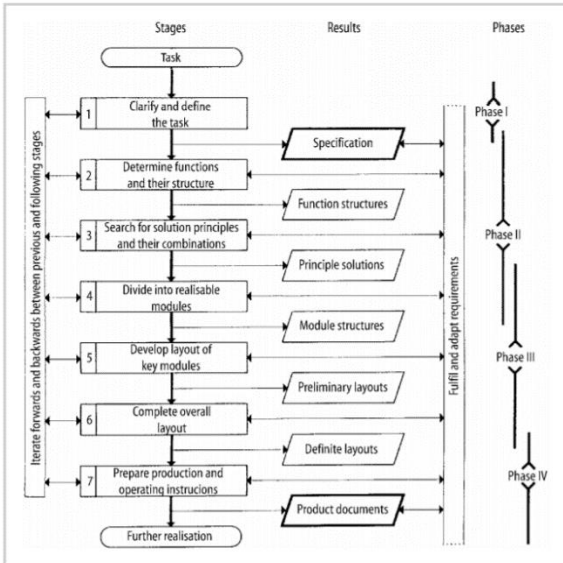 Stages Results Phases
Task
1 Clarify and define
the task
Phase I
Specification
2 Determine functions
and their structure
Function structures
3 Search for solution principles
and their combinations
Phase II
Principle solutions
4 Divide into realisable
modules
Module structures
5 Develop layout of
key modules
Phase III
Preliminary layouts
6 Complete overall
layout
Definite layouts
7 Prepare production and
operating instrucions
Phase IV
Product documents
Further realisation
Iterate forwards and backwards between previous and following stages
Fulfil and adapt requirements